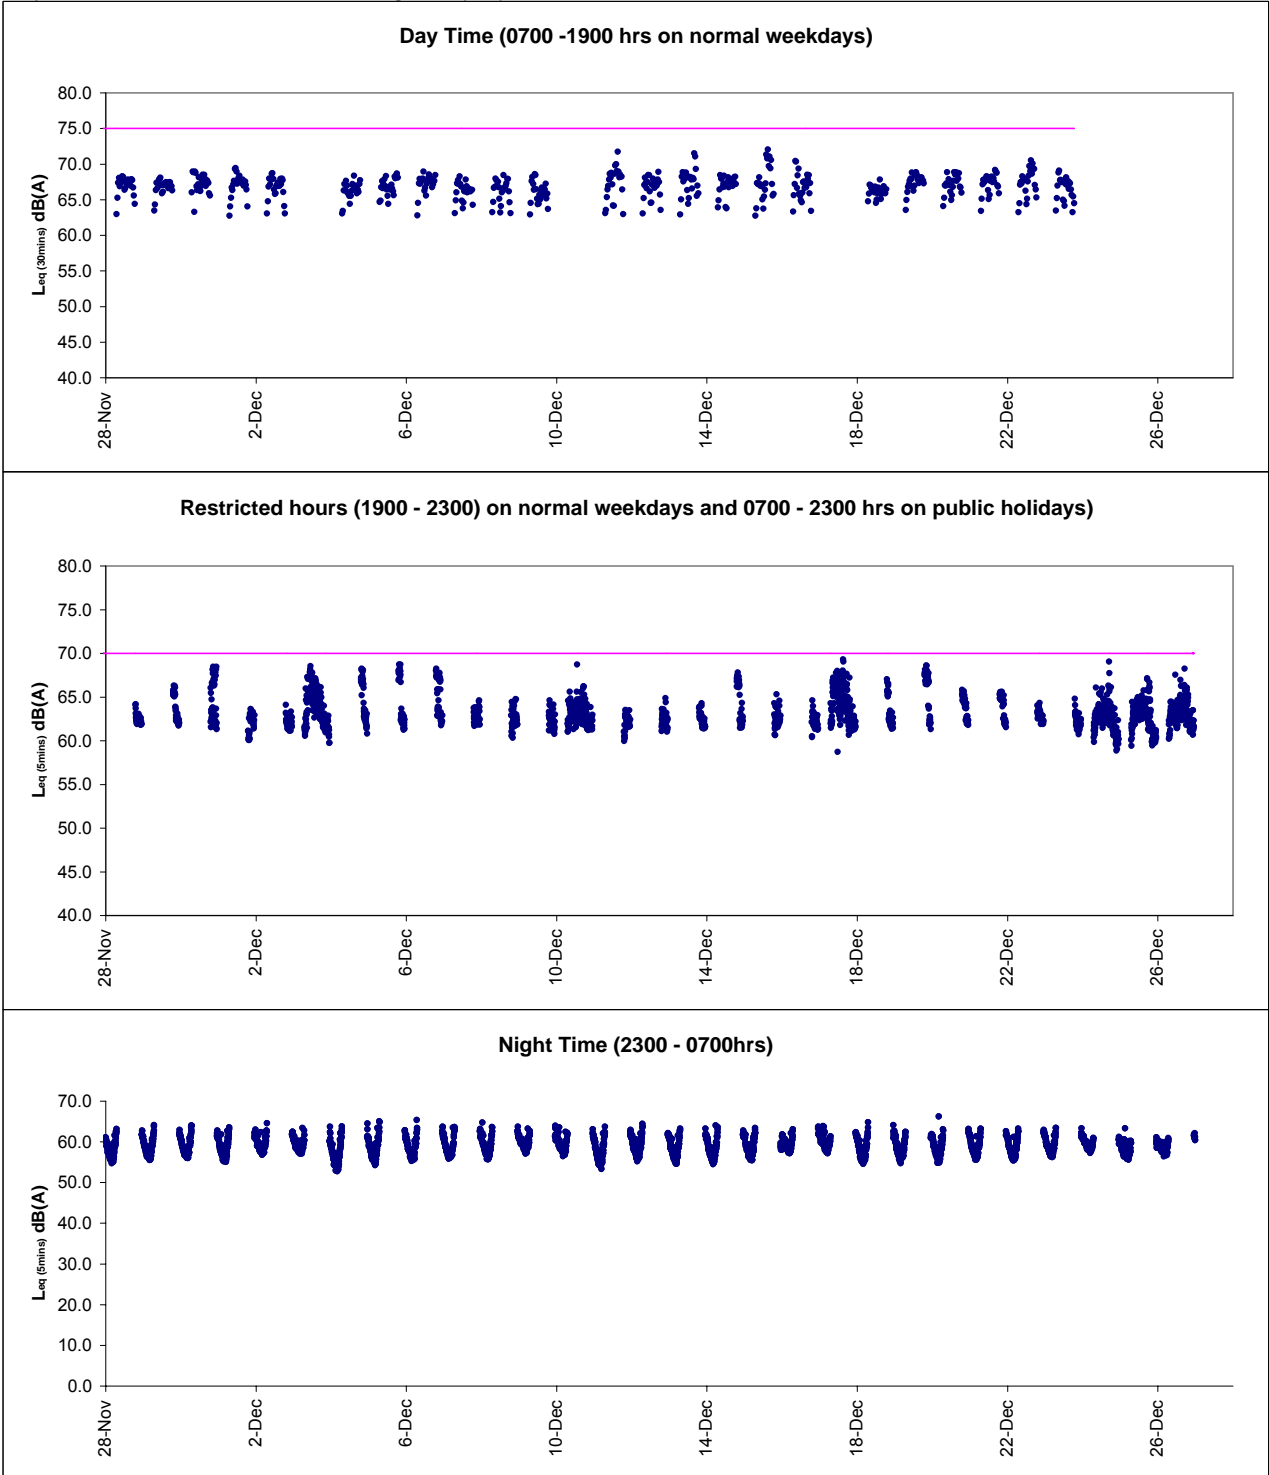 Day Time (0700 -1900 hrs on normal weekdays)
80.0
75.0
70.0
65.0
60.0
55.0
50.0
45.0
40.0
Leq (30mins) dB(A)
28-Nov
2-Dec
6-Dec
10-Dec
14-Dec
18-Dec
22-Dec
26-Dec
Restricted hours (1900 - 2300) on normal weekdays and 0700 - 2300 hrs on public holidays)
80.0
75.0
70.0
65.0
60.0
55.0
50.0
45.0
40.0
Leq (5mins) dB(A)
28-Nov
2-Dec
6-Dec
10-Dec
14-Dec
18-Dec
22-Dec
26-Dec
Night Time (2300 - 0700hrs)
70.0
60.0
50.0
40.0
30.0
20.0
10.0
0.0
Leq (5mins) dB(A)
28-Nov
2-Dec
6-Dec
10-Dec
14-Dec
18-Dec
22-Dec
26-Dec